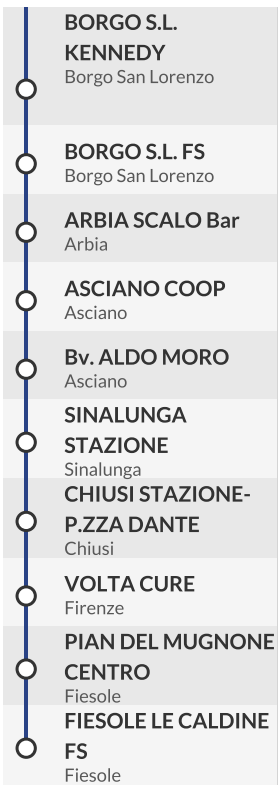 BORGO S.L.
KENNEDY
Borgo San Lorenzo
BORGO S.L. FS
Borgo San Lorenzo
ARBIA SCALO Bar
Arbia
ASCIANO COOP
Asciano
Bv. ALDO MORO
Asciano
SINALUNGA
STAZIONE
Sinalunga
CHIUSI STAZIONE-
P.ZZA DANTE
Chiusi
VOLTA CURE
Firenze
PIAN DEL MUGNONE
CENTRO
Fiesole
FIESOLE LE CALDINE
FS
Fiesole